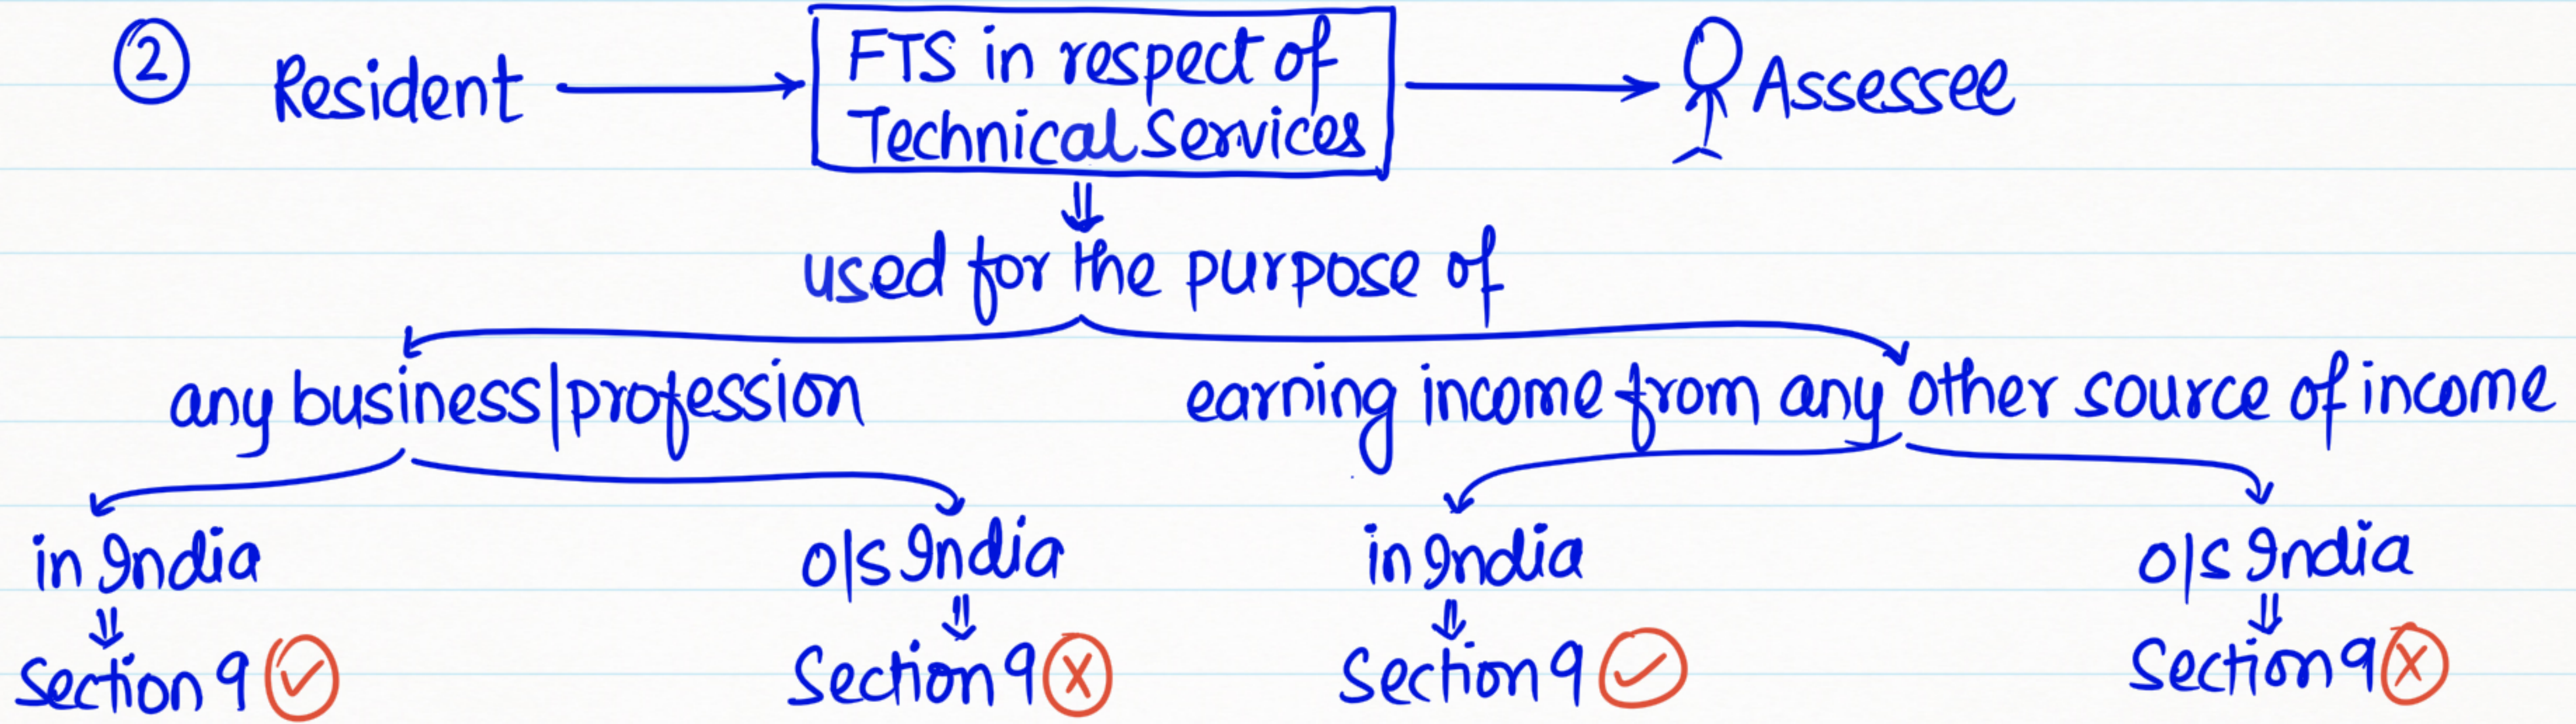 ② Resident → FTS in respect of → Assessee
Technical Services
used for the purpose of
any business/profession earning income from any other source of income
in India o/s India in India o/s India
Section 9 ✓ Section 9 ✗ Section 9 ✓ Section 9 ✗